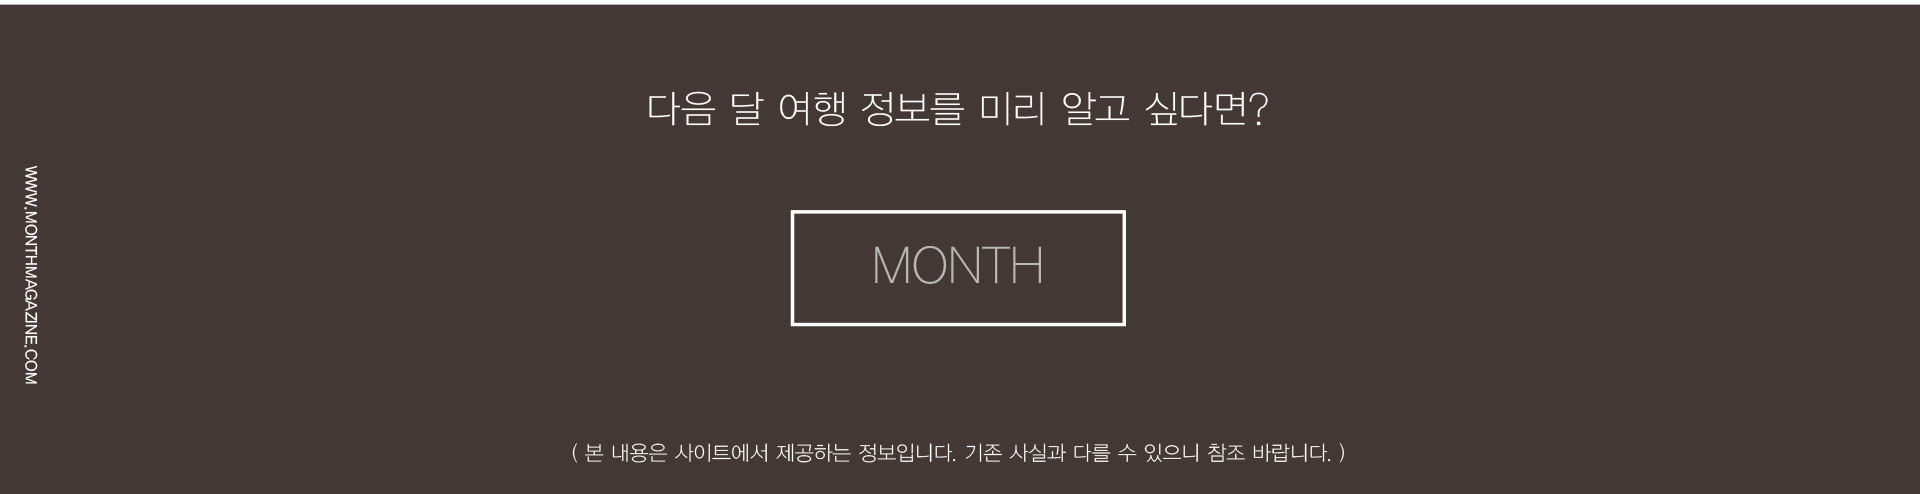 다음 달 여행 정보를 미리 알고 싶다면?
WWW.MONTHMAGAZINE.COM
MONTH
( 본 내용은 사이트에서 제공하는 정보입니다. 기존 사실과 다를 수 있으니 참조 바랍니다. )